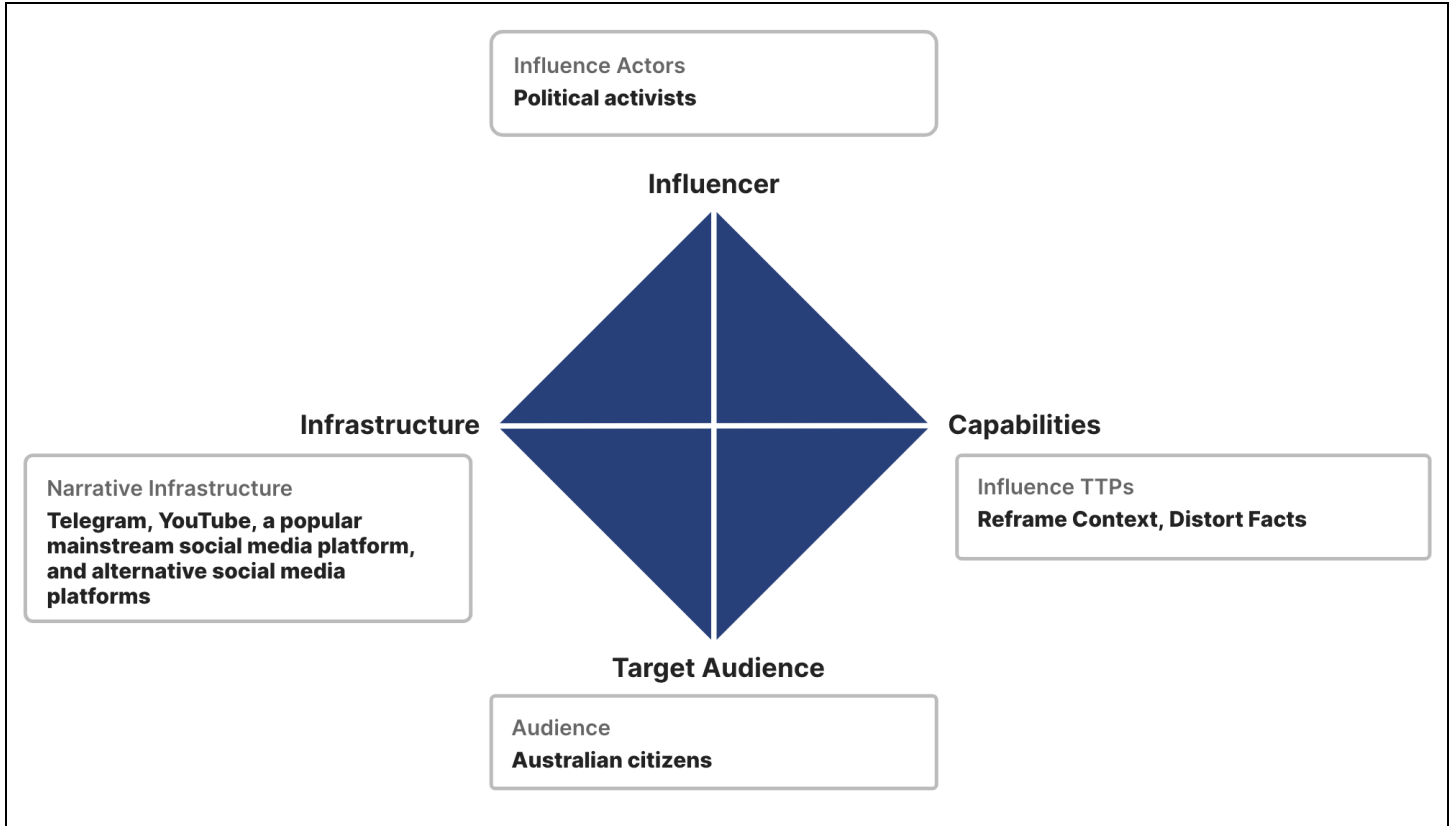 Influence Actors
Political activists
Influencer
Infrastructure
Capabilities
Narrative Infrastructure
Telegram, YouTube, a popular
mainstream social media platform,
and alternative social media
platforms
Influence TTPs
Reframe Context, Distort Facts
Target Audience
Audience
Australian citizens